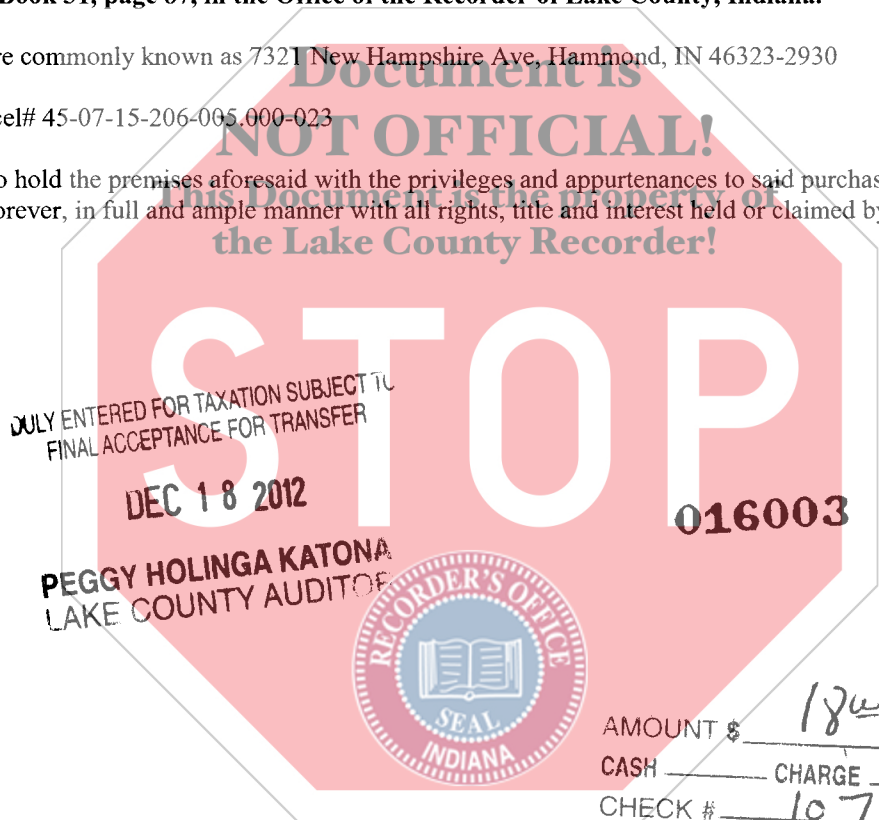 Book 51, page 87, in the Office of the Recorder of Lake County, Indiana.
re commonly known as 7321 New Hampshire Ave, Hammond, IN 46323-2930
Document is
cel# 45-07-15-206-005.000-023
NOT OFFICIAL!
o hold the premises aforesaid with the privileges and appurtenances to said purchas
This Document is the property of
orever, in full and ample manner with all rights, title and interest held or claimed by
the Lake County Recorder!
STOP
DULY ENTERED FOR TAXATION SUBJECT TO
FINAL ACCEPTANCE FOR TRANSFER
DEC 18 2012
016003
PEGGY HOLINGA KATONA
LAKE COUNTY AUDITOR
RECORDER'S OFFICE
SEAL
INDIANA
AMOUNT $ 18
CASH CHARGE
CHECK # 107